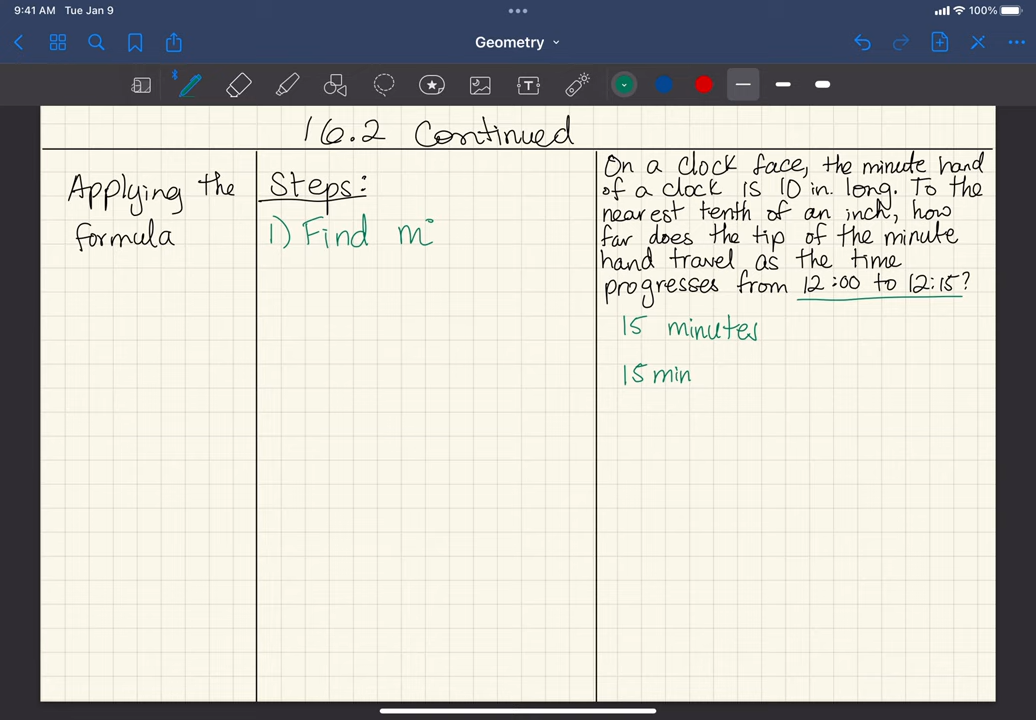 9:41 AM Tue Jan 9
100%
Geometry
16.2 Continued
Applying the
formula
Steps:
1) Find m°
On a clock face, the minute hand
of a clock is 10 in. long. To the
nearest tenth of an inch, how
far does the tip of the minute
hand travel as the time
progresses from 12:00 to 12:15?
15 minutes
15 min